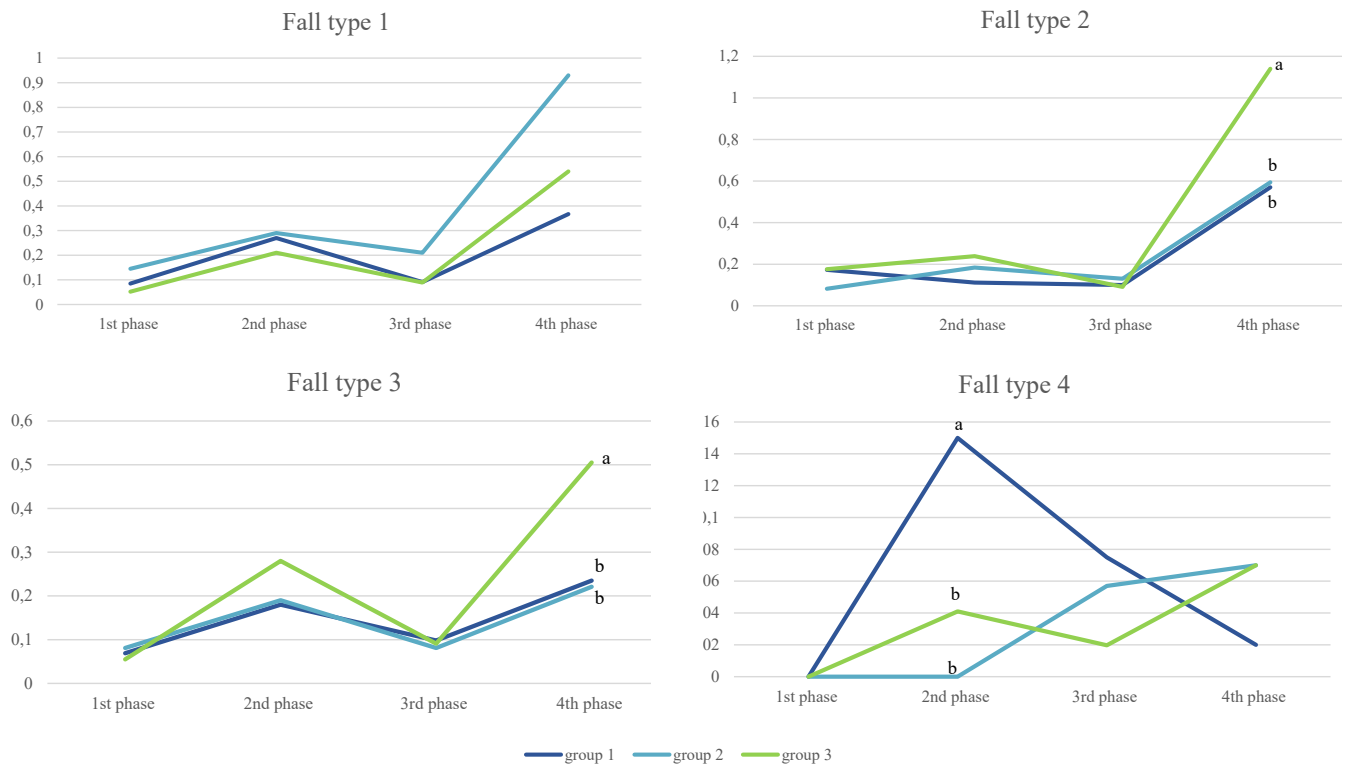 Fall type 1
1
0,9
0,8
0,7
0,6
0,5
0,4
0,3
0,2
0,1
0
1st phase 2nd phase 3rd phase 4th phase
Fall type 2
1,2
1
0,8
0,6
0,4
0,2
0
a
b
b
1st phase 2nd phase 3rd phase 4th phase
Fall type 3
0,6
0,5
0,4
0,3
0,2
0,1
0
a
b
b
1st phase 2nd phase 3rd phase 4th phase
Fall type 4
16
14
12
,1
08
06
04
02
0
a
b
b
1st phase 2nd phase 3rd phase 4th phase
group 1 group 2 group 3